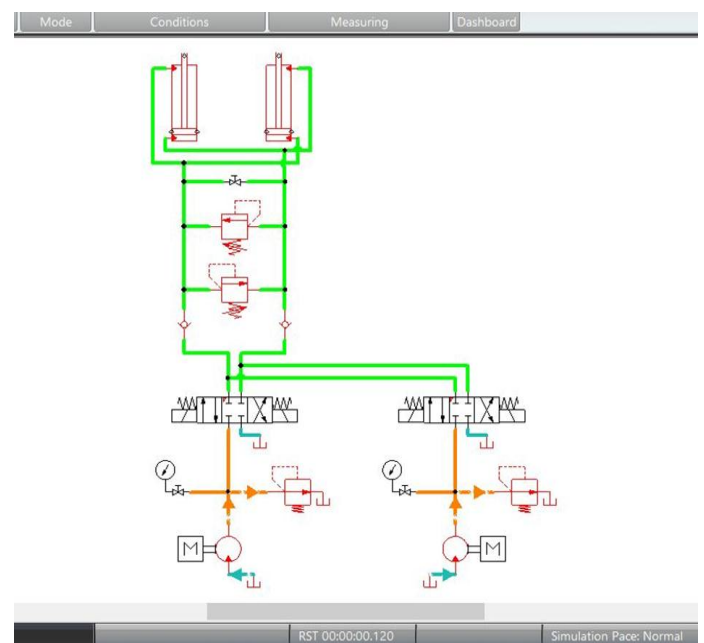 Mode
Conditions
Measuring
Dashboard
M
M
RST 00:00:00.120
Simulation Pace: Normal